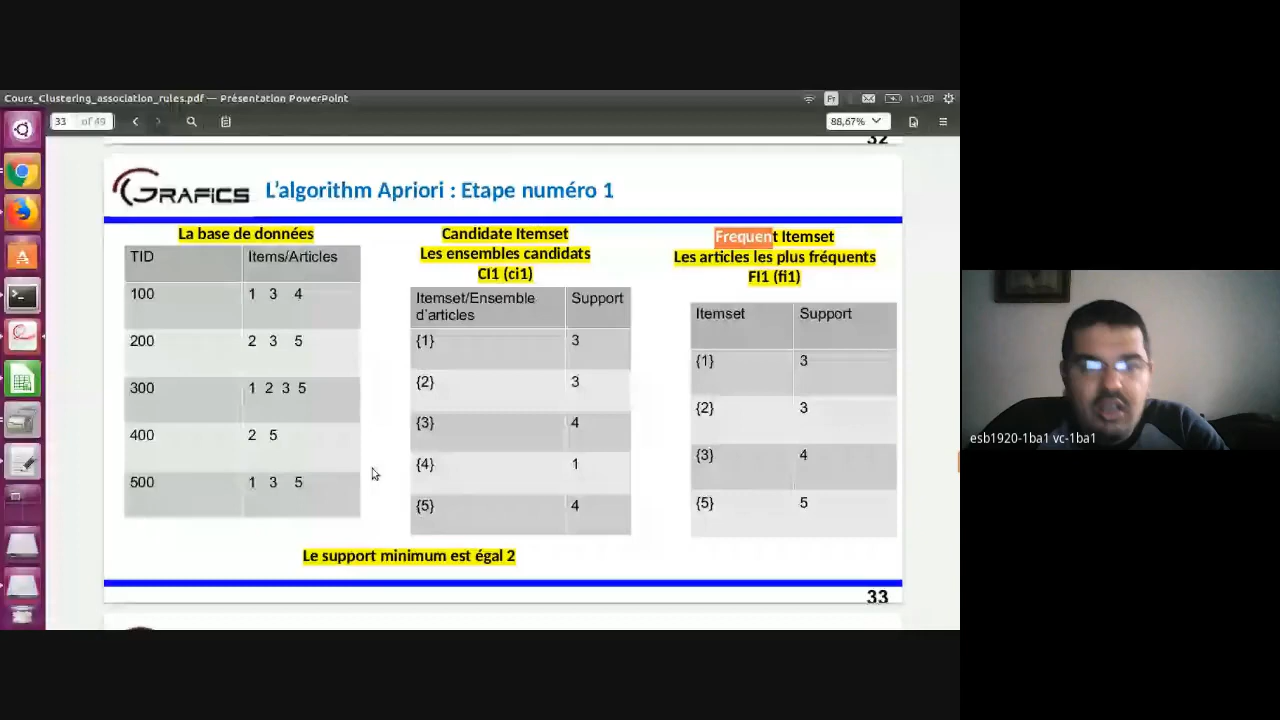 Cours_Clustering_association_rules.pdf — Présentation PowerPoint
Fr
11:08
33 of 49
88,67%
32
GRAFICS
L'algorithm Apriori : Etape numéro 1
La base de données
TID Items/Articles
100 1 3 4
200 2 3 5
300 1 2 3 5
400 2 5
500 1 3 5
Candidate Itemset
Les ensembles candidats
CI1 (ci1)
Itemset/Ensemble
d'articles
Support
{1} 3
{2} 3
{3} 4
{4} 1
{5} 4
Frequent Itemset
Les articles les plus fréquents
FI1 (fi1)
Itemset Support
{1} 3
{2} 3
{3} 4
{5} 5
Le support minimum est égal 2
33
esb1920-1ba1 vc-1ba1